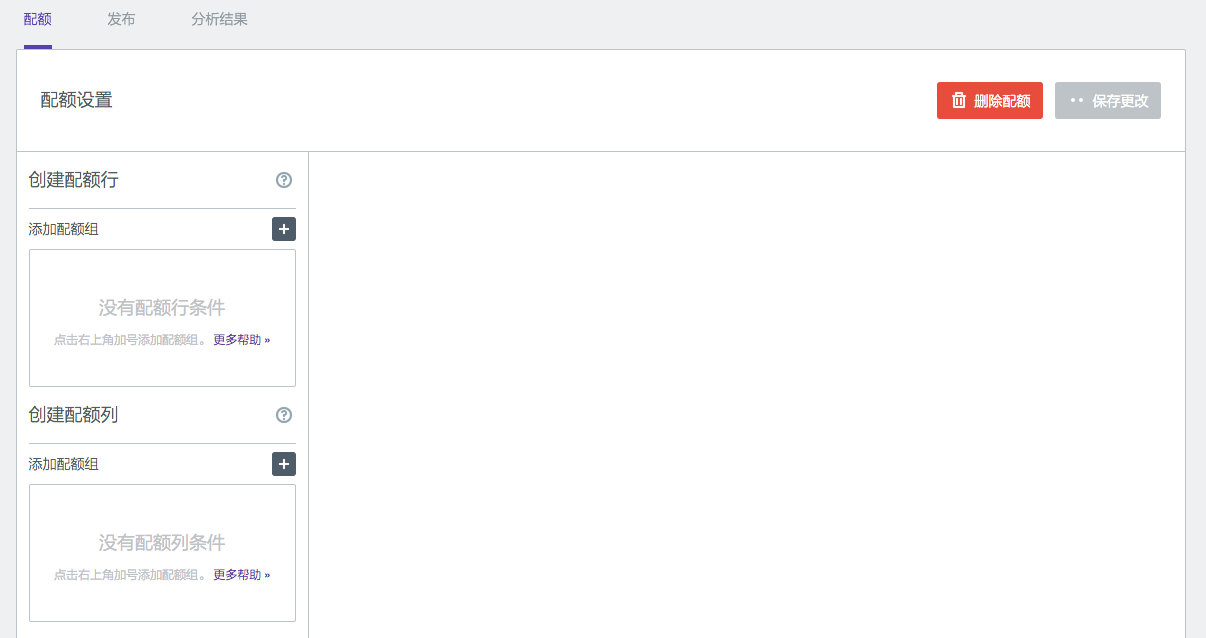 配额 发布 分析结果
配额设置 删除配额 保存更改
创建配额行
添加配额组
没有配额行条件
点击右上角加号添加配额组。更多帮助 »
创建配额列
添加配额组
没有配额列条件
点击右上角加号添加配额组。更多帮助 »